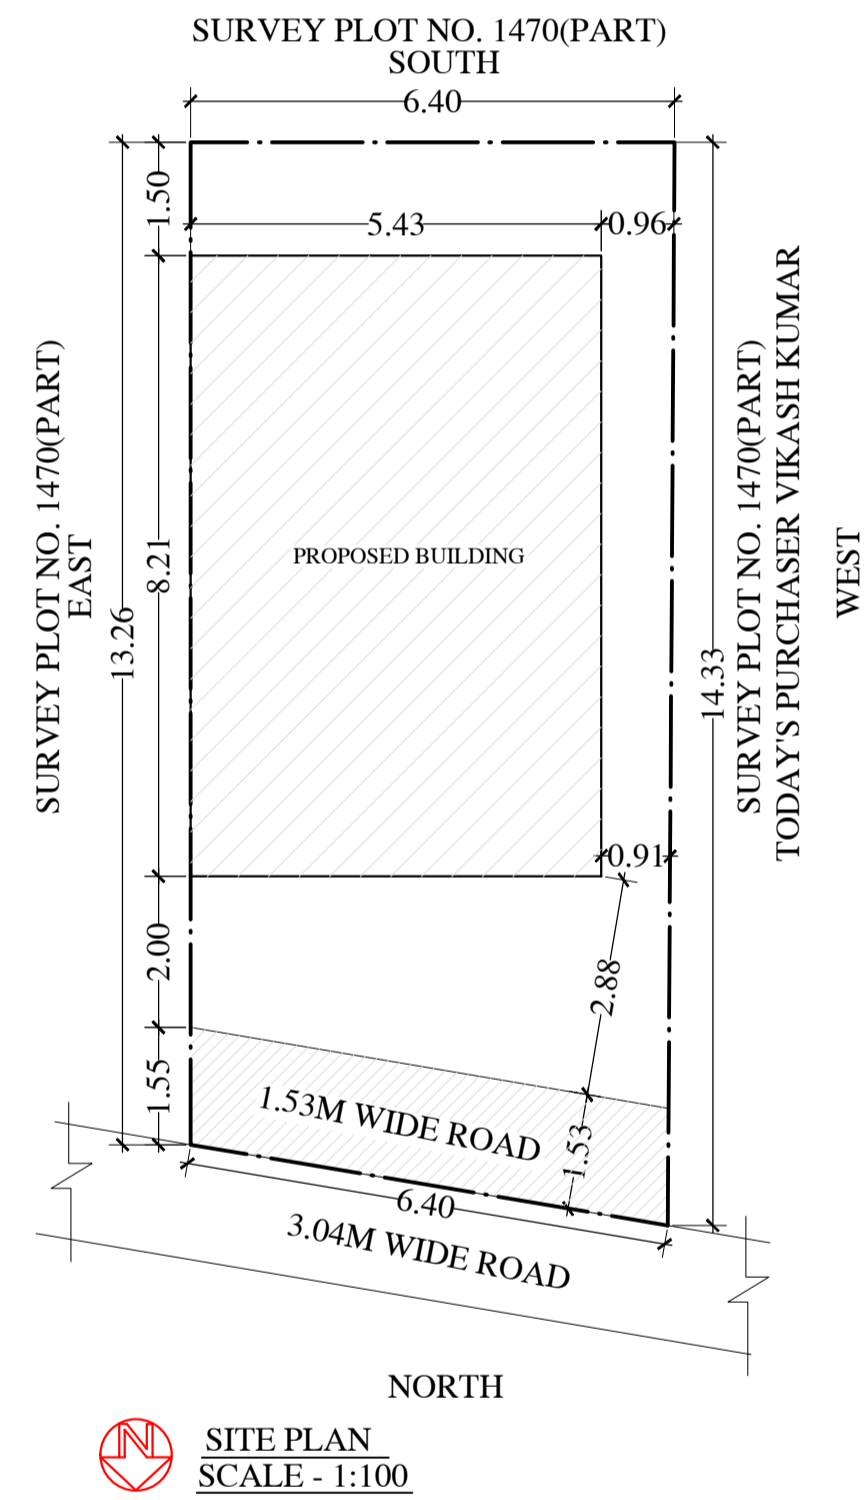 SURVEY PLOT NO. 1470(PART)
SOUTH
6.40
1.50
5.43
0.96
SURVEY PLOT NO. 1470(PART)
EAST
13.26
8.21
PROPOSED BUILDING
14.33
SURVEY PLOT NO. 1470(PART)
TODAY'S PURCHASER VIKASH KUMAR
WEST
0.91
2.00
2.88
1.55
1.53M WIDE ROAD
1.53
6.40
3.04M WIDE ROAD
NORTH
N
SITE PLAN
SCALE - 1:100